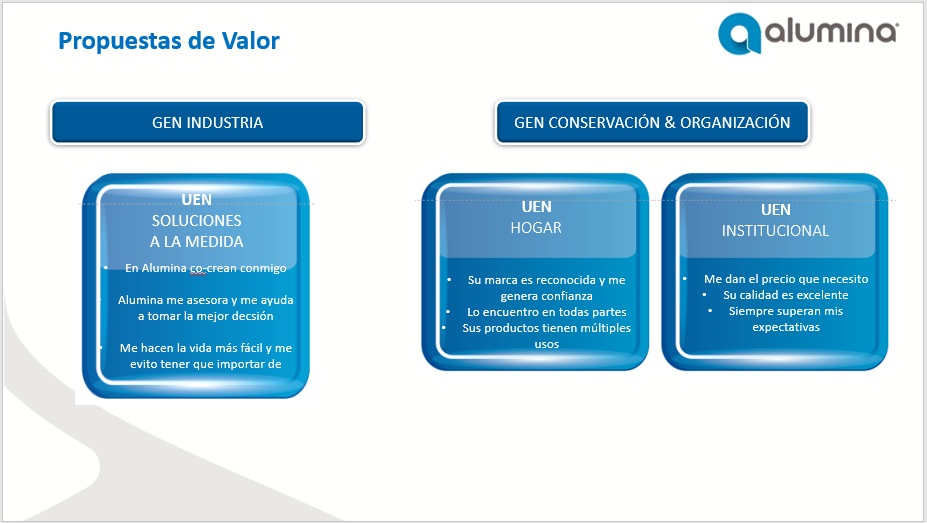 Propuestas de Valor
alumina®
GEN INDUSTRIA
UEN
SOLUCIONES
A LA MEDIDA
• En Alumina co-crean conmigo
• Alumina me asesora y me ayuda
a tomar la mejor decsión
• Me hacen la vida más fácil y me
evito tener que importar de
GEN CONSERVACIÓN & ORGANIZACIÓN
UEN
HOGAR
• Su marca es reconocida y me
genera confianza
• Lo encuentro en todas partes
• Sus productos tienen múltiples
usos
UEN
INSTITUCIONAL
• Me dan el precio que necesito
• Su calidad es excelente
• Siempre superan mis
expectativas